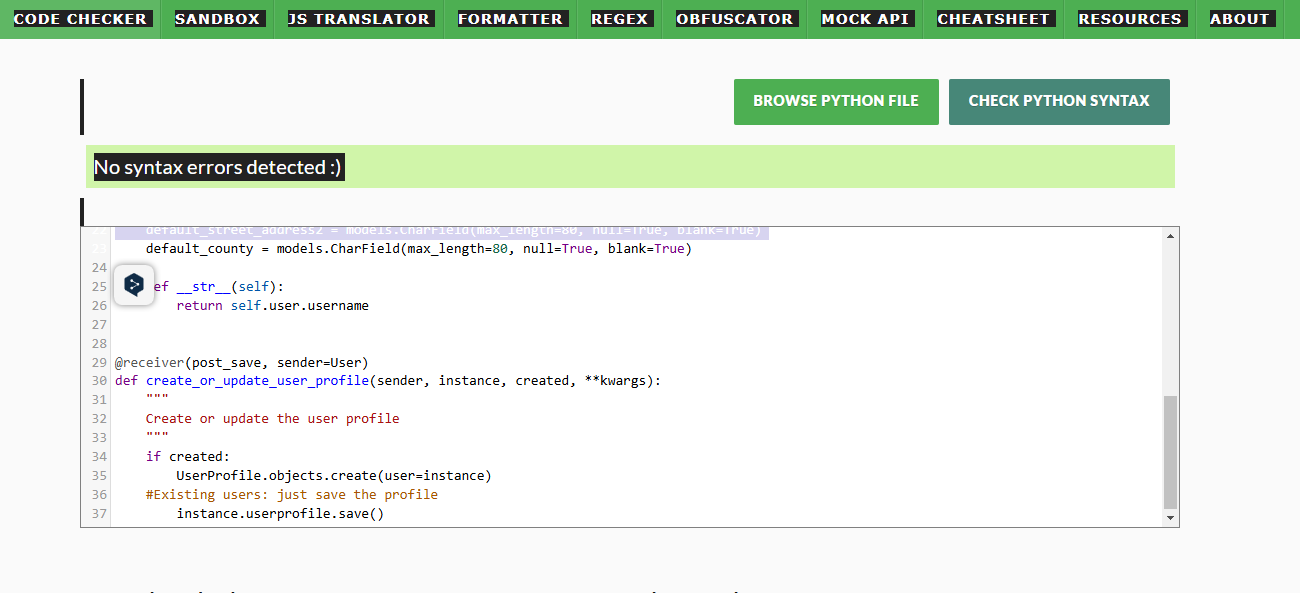 CODE CHECKER SANDBOX JS TRANSLATOR FORMATTER REGEX OBFUSCATOR MOCK API CHEATSHEET RESOURCES ABOUT
BROWSE PYTHON FILE CHECK PYTHON SYNTAX
No syntax errors detected :)
22 default_street_address2 = models.CharField(max_length=80, null=True, blank=True)
23 default_county = models.CharField(max_length=80, null=True, blank=True)
24
25 ef __str__(self):
26 return self.user.username
27
28
29 @receiver(post_save, sender=User)
30 def create_or_update_user_profile(sender, instance, created, **kwargs):
31 """
32 Create or update the user profile
33 """
34 if created:
35 UserProfile.objects.create(user=instance)
36 #Existing users: just save the profile
37 instance.userprofile.save()